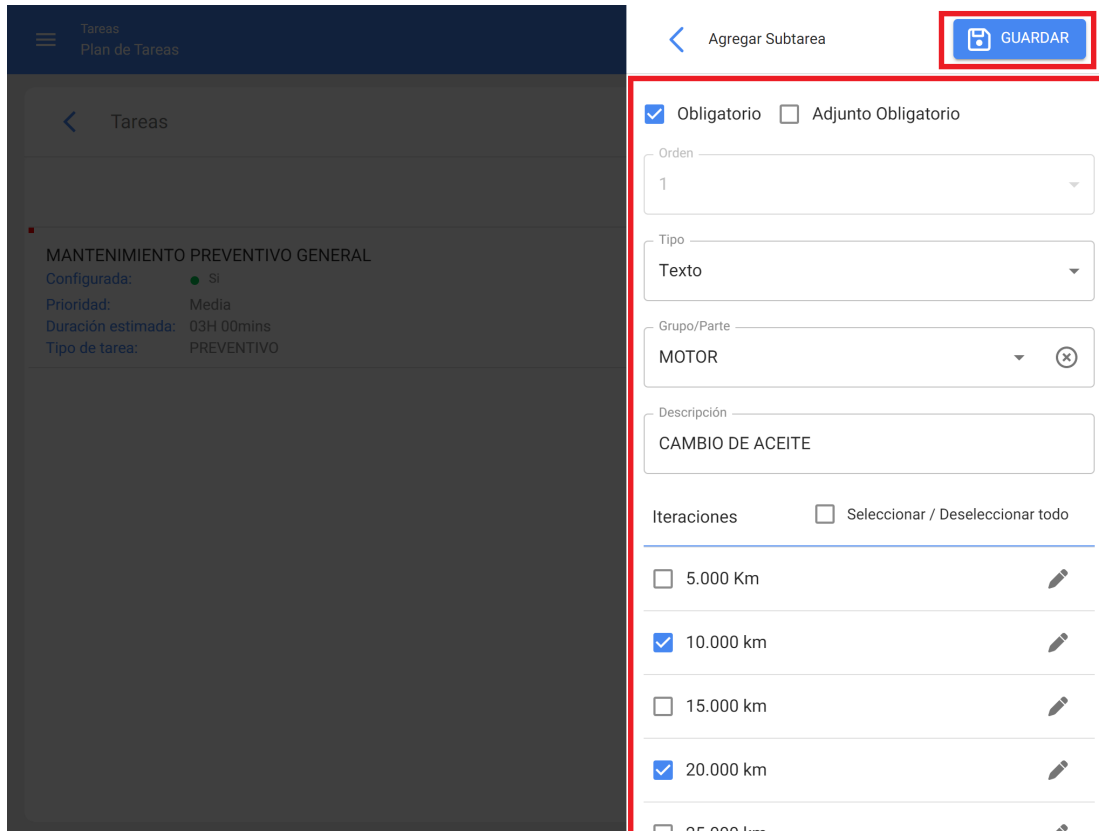 Tareas
Plan de Tareas
Tareas
MANTENIMIENTO PREVENTIVO GENERAL
Configurada: Si
Prioridad: Media
Duración estimada: 03H 00mins
Tipo de tarea: PREVENTIVO
Agregar Subtarea
GUARDAR
Obligatorio Adjunto Obligatorio
Orden
1
Tipo
Texto
Grupo/Parte
MOTOR
Descripción
CAMBIO DE ACEITE
Iteraciones Seleccionar / Deseleccionar todo
5.000 Km
10.000 km
15.000 km
20.000 km